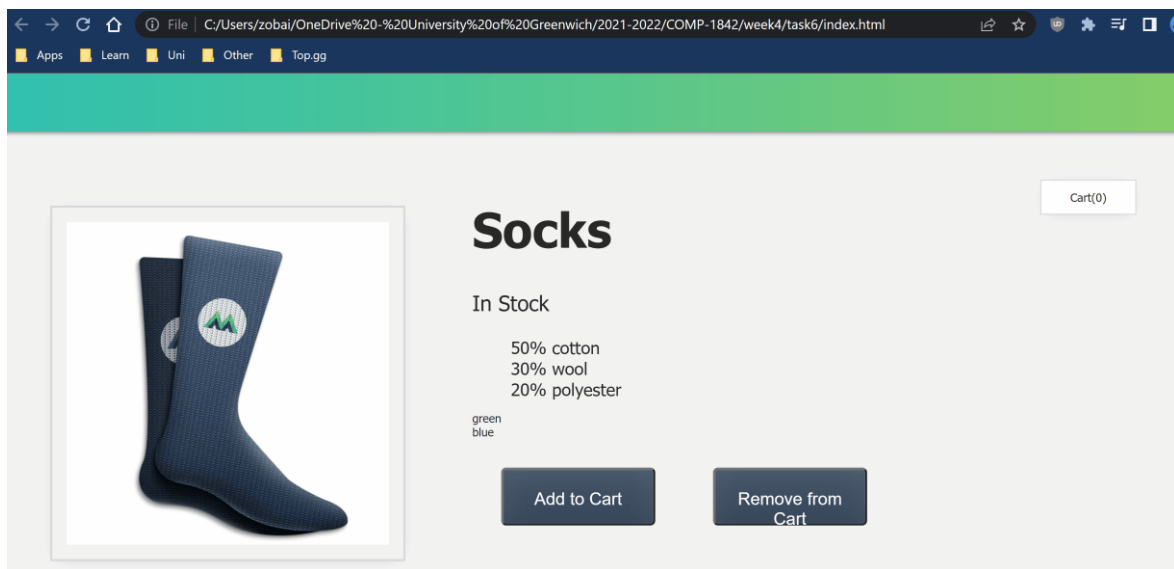 File C:/Users/zobai/OneDrive%20-%20University%20of%20Greenwich/2021-2022/COMP-1842/week4/task6/index.html
Apps Learn Uni Other Top.gg
Cart(0)
Socks
In Stock
50% cotton
30% wool
20% polyester
green
blue
Add to Cart
Remove from
Cart